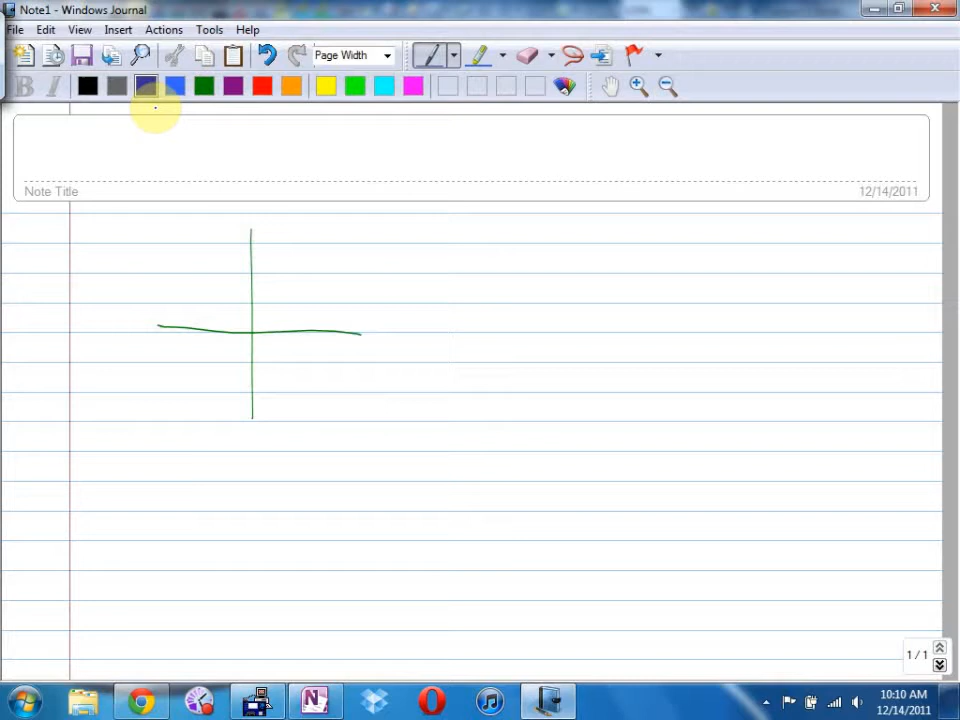 Note1 - Windows Journal
File Edit View Insert Actions Tools Help
Page Width
B I
Note Title 12/14/2011
1 / 1
N
10:10 AM
12/14/2011